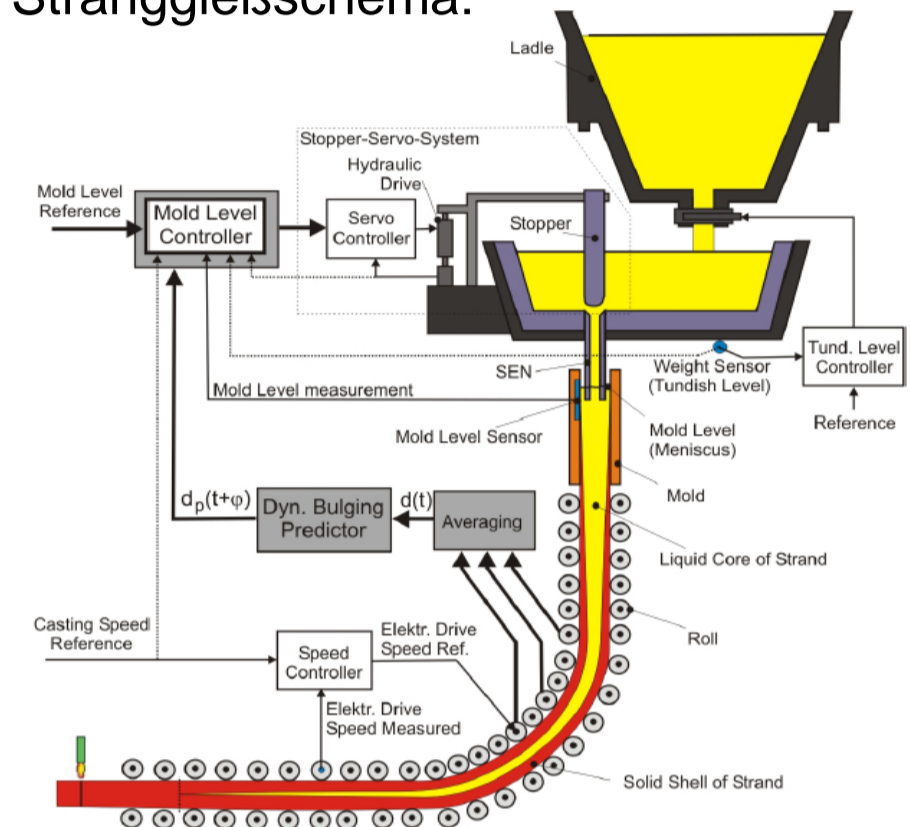 Stranggießschema:
Ladle
Stopper-Servo-System
Hydraulic
Drive
Mold Level
Reference
Mold Level
Controller
Servo
Controller
Stopper
SEN
Weight Sensor
(Tundish Level)
Tund. Level
Controller
Reference
Mold Level measurement
Mold Level Sensor
Mold Level
(Meniscus)
Mold
dp(t+φ)
Dyn. Bulging
Predictor
d(t)
Averaging
Liquid Core of Strand
Roll
Casting Speed
Reference
Speed
Controller
Elektr. Drive
Speed Ref.
Elektr. Drive
Speed Measured
Solid Shell of Strand